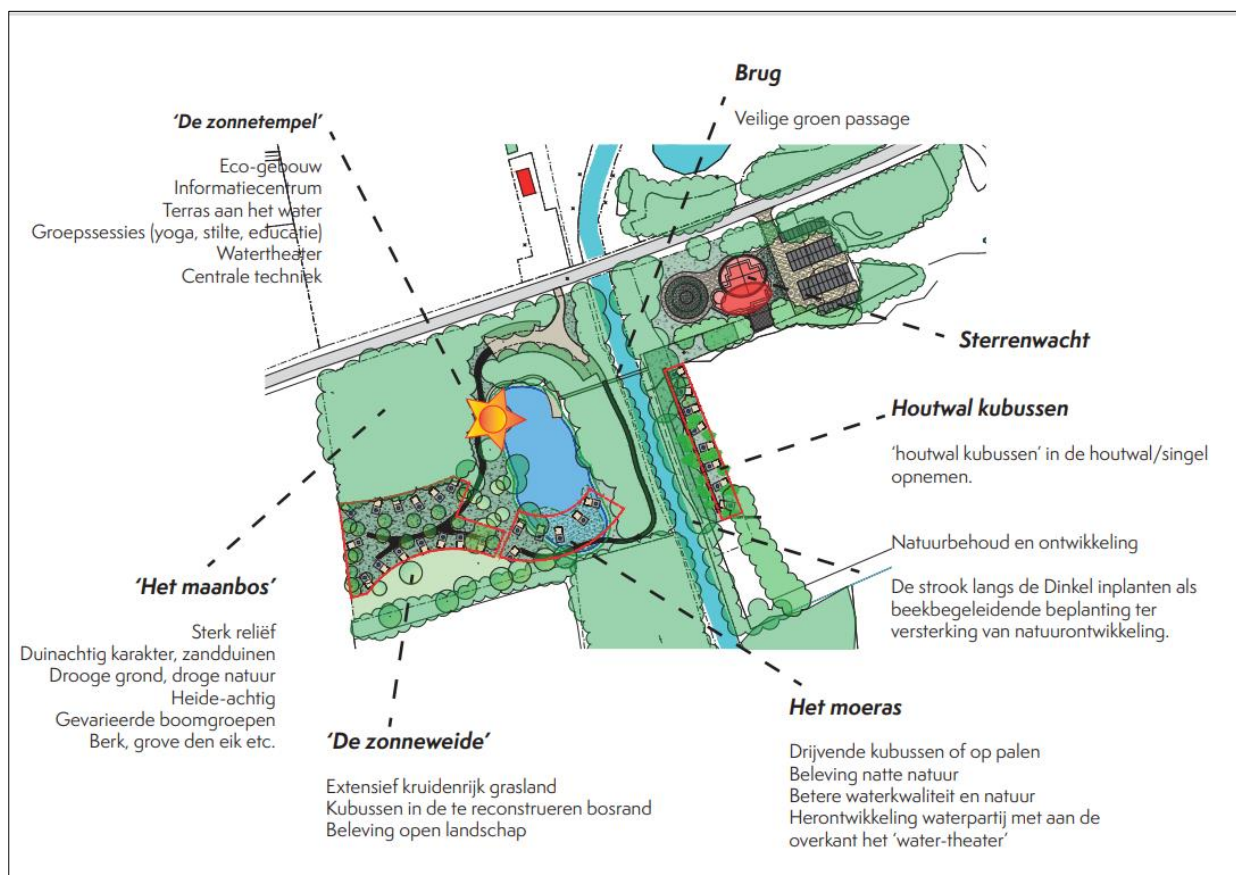 Brug
Veilige groen passage
'De zonnetempel'
Eco-gebouw
Informatiecentrum
Terras aan het water
Groepssessies (yoga, stilte, educatie)
Watertheater
Centrale techniek
Sterrenwacht
Houtwal kubussen
'houtwal kubussen' in de houtwal/singel
opnemen.
Natuurbehoud en ontwikkeling
De strook langs de Dinkel inplanten als
beekbegeleidende beplanting ter
versterking van natuurontwikkeling.
'Het maanbos'
Sterk reliëf
Duinachtig karakter, zandduinen
Drooge grond, droge natuur
Heide-achtig
Gevarieerde boomgroepen
Berk, grove den eik etc.
'De zonneweide'
Extensief kruidenrijk grasland
Kubussen in de te reconstrueren bosrand
Beleving open landschap
Het moeras
Drijvende kubussen of op palen
Beleving natte natuur
Betere waterkwaliteit en natuur
Herontwikkeling waterpartij met aan de
overkant het 'water-theater'